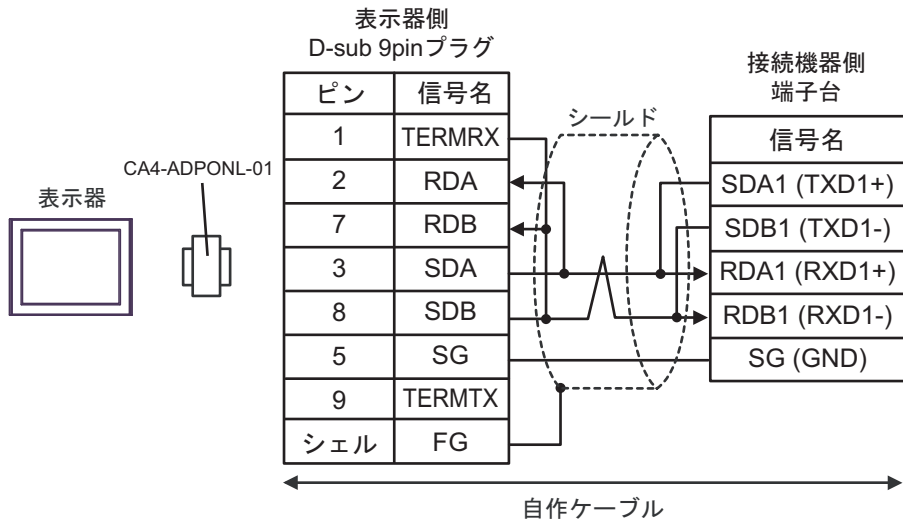 表示器側
D-sub 9pinプラグ
接続機器側
端子台
シールド
CA4-ADPONL-01
表示器
ピン 信号名
1 TERMRX
2 RDA
7 RDB
3 SDA
8 SDB
5 SG
9 TERMTX
シェル FG
信号名
SDA1 (TXD1+)
SDB1 (TXD1-)
RDA1 (RXD1+)
RDB1 (RXD1-)
SG (GND)
自作ケーブル